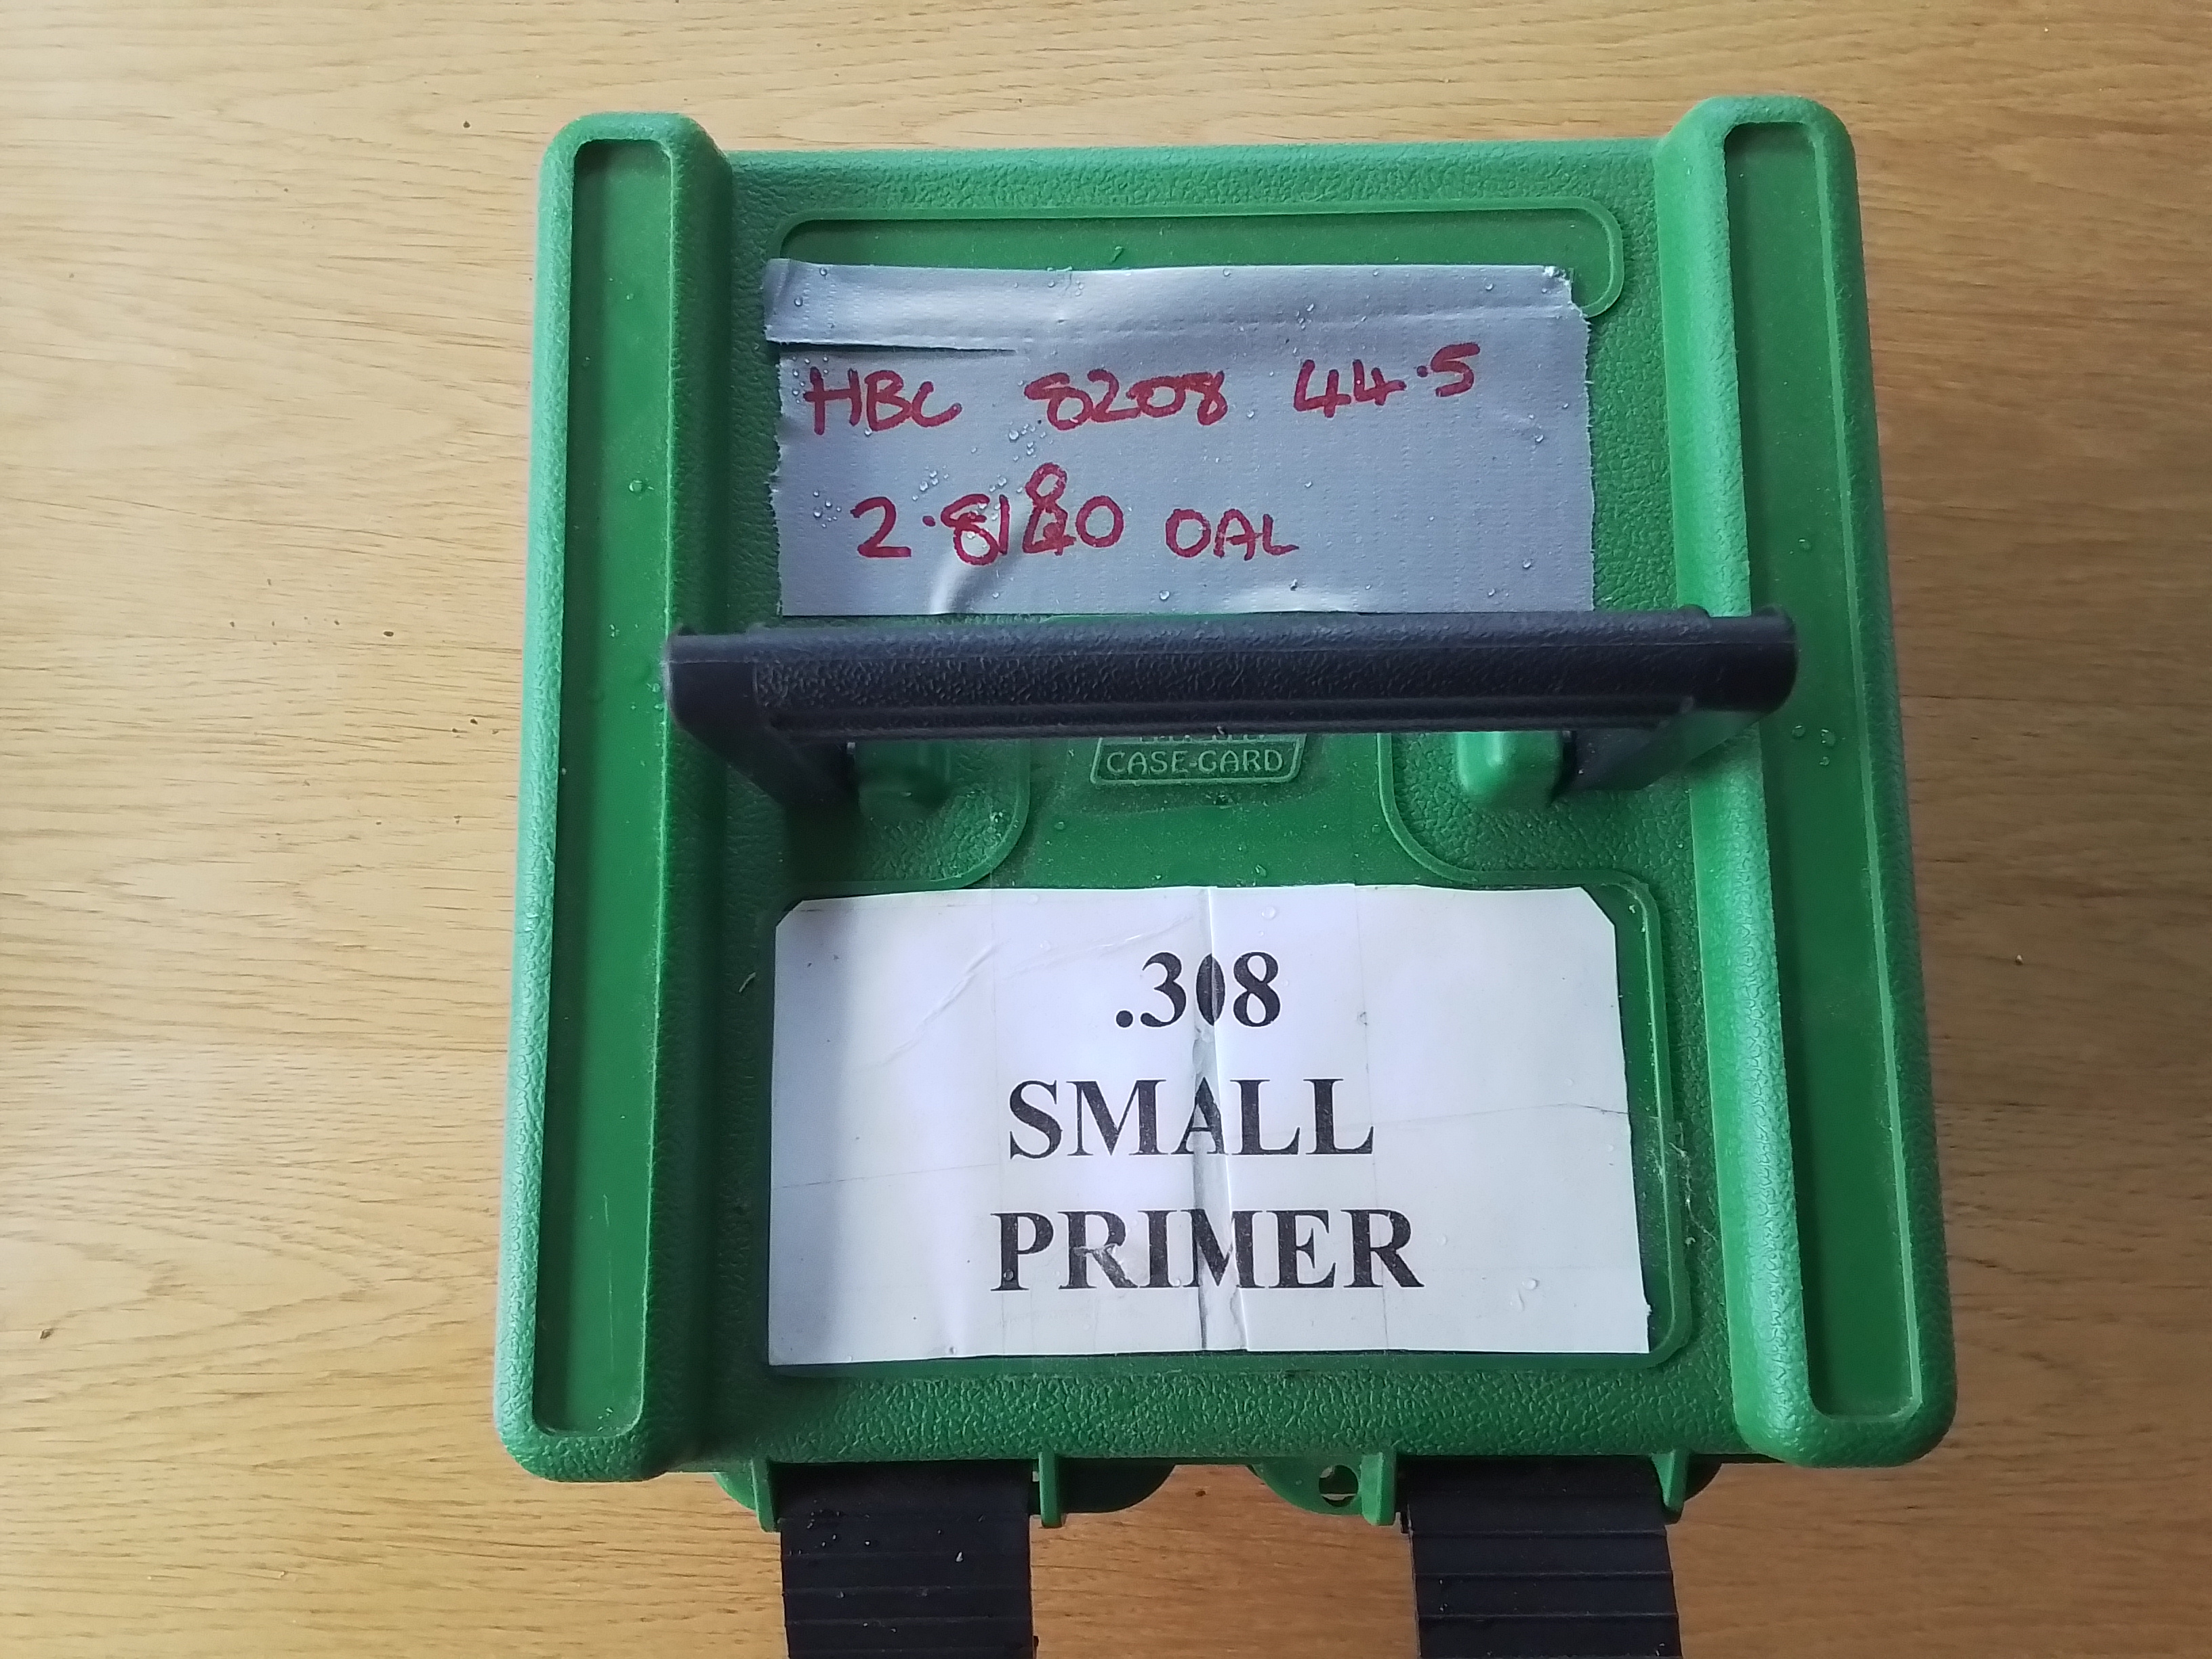 HBC 8208 44.5
2.8180 OAL
CASE-GARD
.308
SMALL
PRIMER